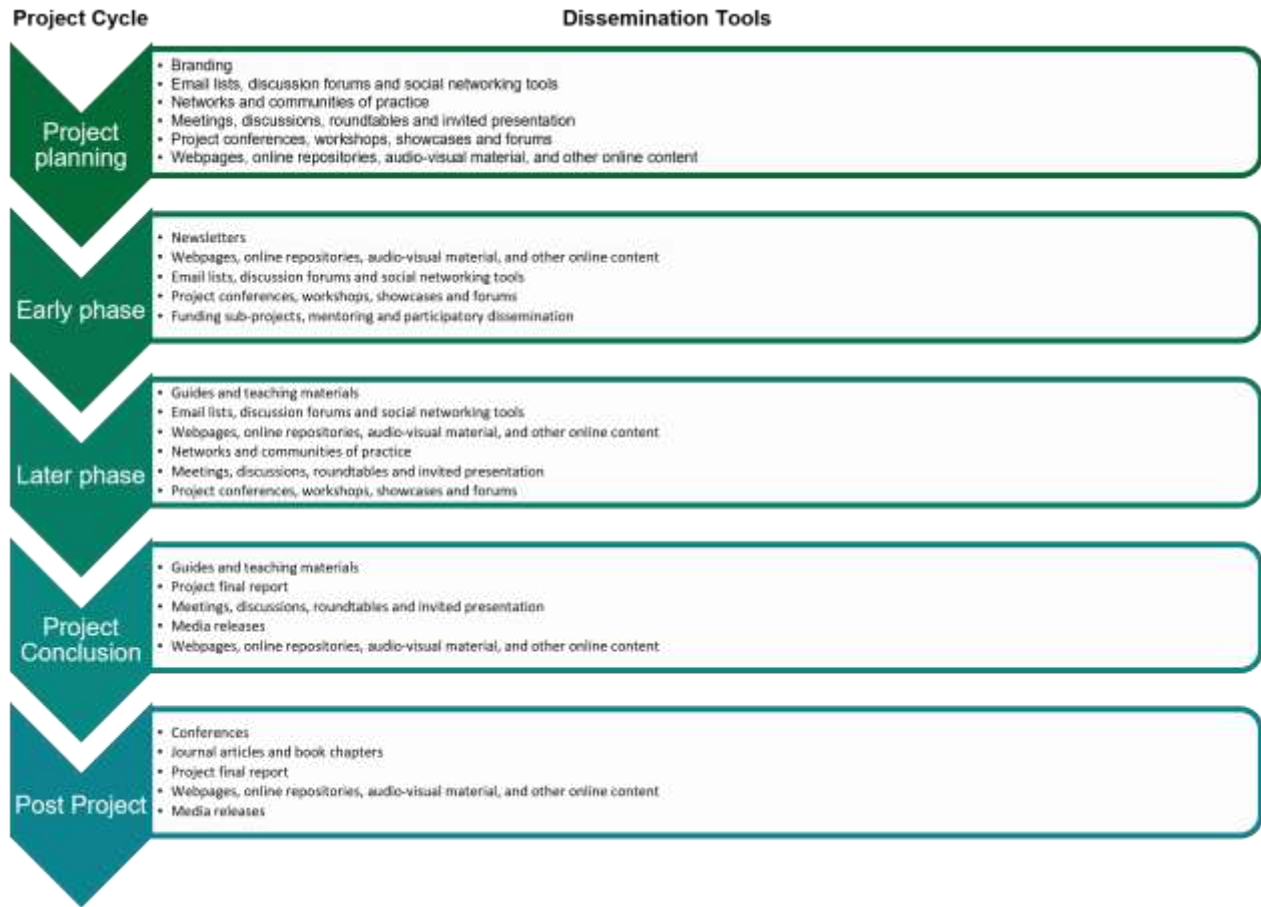 Project Cycle
Dissemination Tools
Project
planning
• Branding
• Email lists, discussion forums and social networking tools
• Networks and communities of practice
• Meetings, discussions, roundtables and invited presentation
• Project conferences, workshops, showcases and forums
• Webpages, online repositories, audio-visual material, and other online content
Early phase
• Newsletters
• Webpages, online repositories, audio-visual material, and other online content
• Email lists, discussion forums and social networking tools
• Project conferences, workshops, showcases and forums
• Funding sub-projects, mentoring and participatory dissemination
Later phase
• Guides and teaching materials
• Email lists, discussion forums and social networking tools
• Webpages, online repositories, audio-visual material, and other online content
• Networks and communities of practice
• Meetings, discussions, roundtables and invited presentation
• Project conferences, workshops, showcases and forums
Project
Conclusion
• Guides and teaching materials
• Project final report
• Meetings, discussions, roundtables and invited presentation
• Media releases
• Webpages, online repositories, audio-visual material, and other online content
Post Project
• Conferences
• Journal articles and book chapters
• Project final report
• Webpages, online repositories, audio-visual material, and other online content
• Media releases